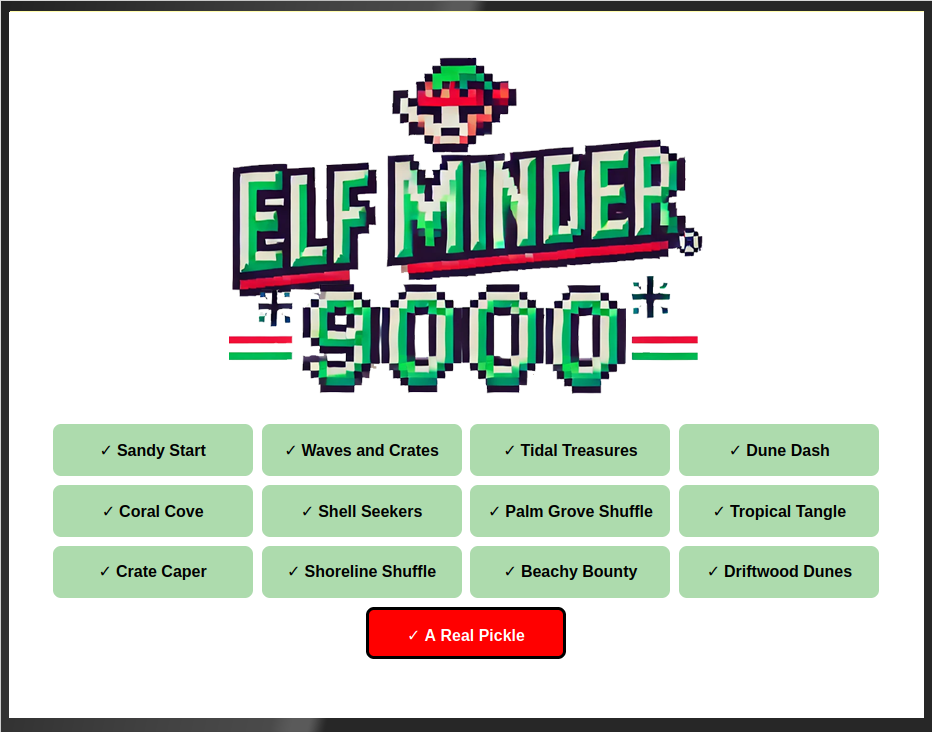 ELF MINDER
9000
✓ Sandy Start
✓ Waves and Crates
✓ Tidal Treasures
✓ Dune Dash
✓ Coral Cove
✓ Shell Seekers
✓ Palm Grove Shuffle
✓ Tropical Tangle
✓ Crate Caper
✓ Shoreline Shuffle
✓ Beachy Bounty
✓ Driftwood Dunes
✓ A Real Pickle